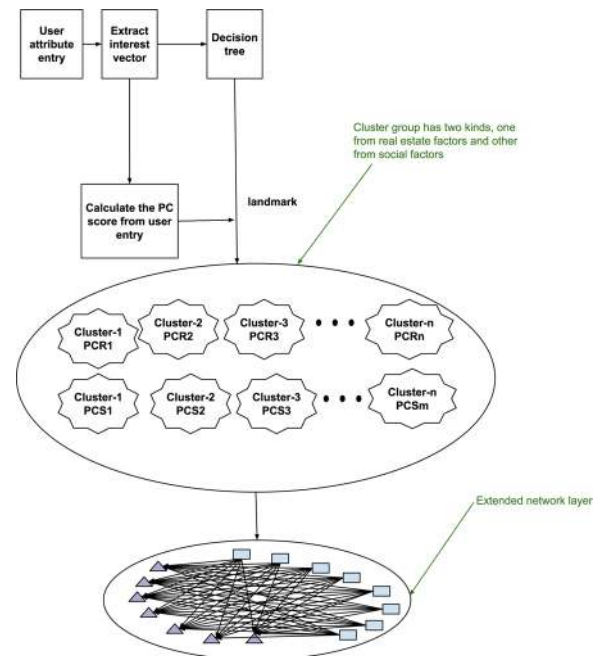 User
attribute
entry
Extract
interest
vector
Decision
tree
Cluster group has two kinds, one
from real estate factors and other
from social factors
Calculate the PC
score from user
entry
landmark
Cluster-1
PCR1
Cluster-2
PCR2
Cluster-3
PCR3
Cluster-n
PCRn
Cluster-1
PCS1
Cluster-2
PCS2
Cluster-3
PCS3
Cluster-n
PCSm
Extended network layer